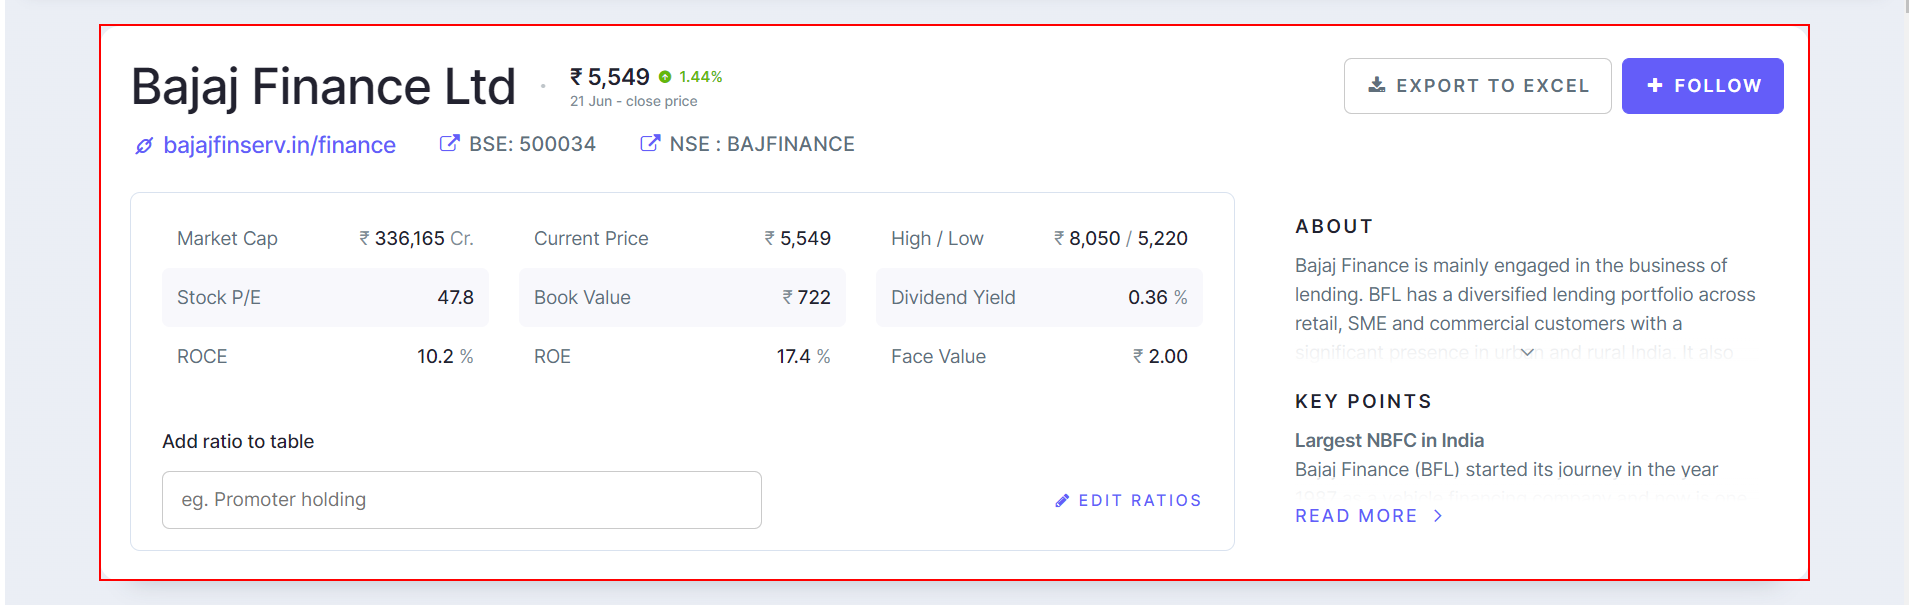 Bajaj Finance Ltd · ₹ 5,549 1.44%
21 Jun - close price
EXPORT TO EXCEL
FOLLOW
bajajfinserv.in/finance BSE: 500034 NSE : BAJFINANCE
Market Cap ₹ 336,165 Cr. Current Price ₹ 5,549 High / Low ₹ 8,050 / 5,220
Stock P/E 47.8 Book Value ₹ 722 Dividend Yield 0.36 %
ROCE 10.2 % ROE 17.4 % Face Value ₹ 2.00
Add ratio to table
eg. Promoter holding
EDIT RATIOS
ABOUT
Bajaj Finance is mainly engaged in the business of
lending. BFL has a diversified lending portfolio across
retail, SME and commercial customers with a
significant presence in urban and rural India. It also
KEY POINTS
Largest NBFC in India
Bajaj Finance (BFL) started its journey in the year
READ MORE